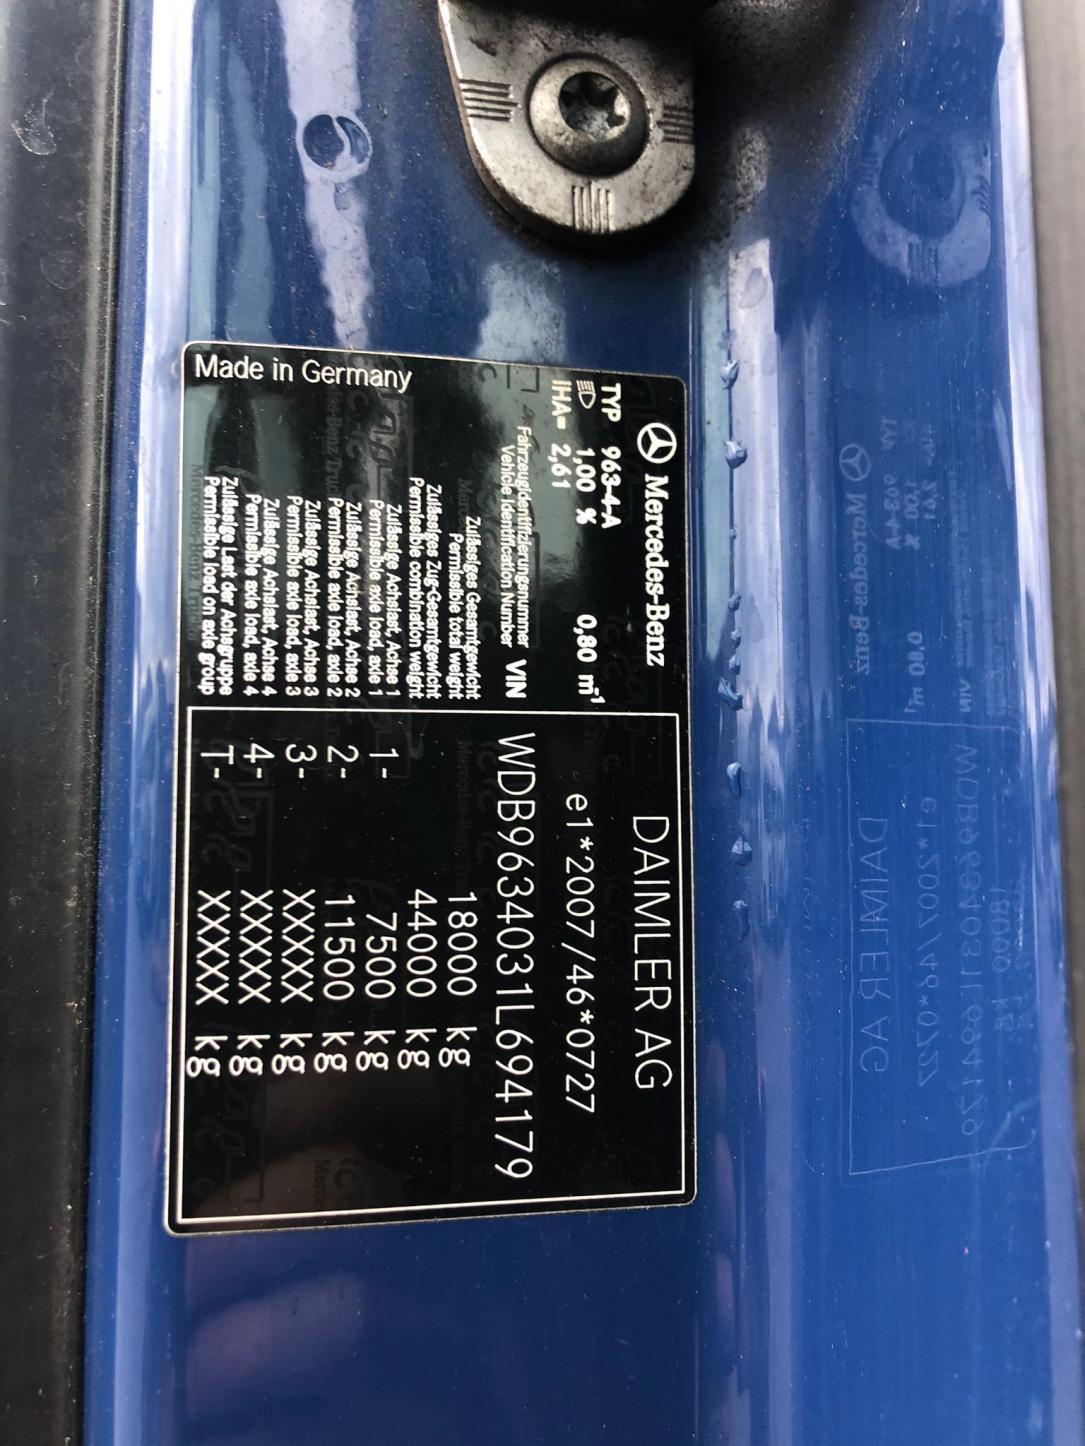 Mercedes-Benz
TYP 963-4-A
1,00 % 0,80 m⁻¹
IHA= 2,61
DAIMLER AG
e1*2007/46*0727
Fahrzeugidentifizierungsnummer
Vehicle Identification Number VIN WDB9634031L694179
Zulässiges Gesamtgewicht
Permissible total weight 18000 kg
Zulässiges Zug-Gesamtgewicht
Permissible combination weight 44000 kg
Zulässige Achslast, Achse 1
Permissible axle load, axle 1 1- 7500 kg
Zulässige Achslast, Achse 2
Permissible axle load, axle 2 2- 11500 kg
Zulässige Achslast, Achse 3
Permissible axle load, axle 3 3- XXXXX kg
Zulässige Achslast, Achse 4
Permissible axle load, axle 4 4- XXXXX kg
Zulässige Last der Achsgruppe
Permissible load on axle group T- XXXXX kg
Made in Germany